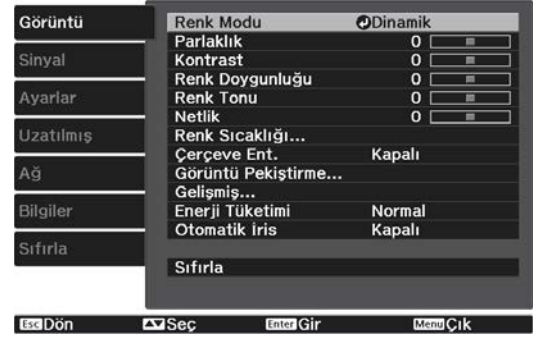 Görüntü
Sinyal
Ayarlar
Uzatılmış
Ağ
Bilgiler
Sıfırla
Renk Modu Dinamik
Parlaklık 0
Kontrast 0
Renk Doygunluğu 0
Renk Tonu 0
Netlik 0
Renk Sıcaklığı...
Çerçeve Ent. Kapalı
Görüntü Pekiştirme...
Gelişmiş...
Enerji Tüketimi Normal
Otomatik İris Kapalı
Sıfırla
Esc Dön Seç Enter Gir Menu Çık